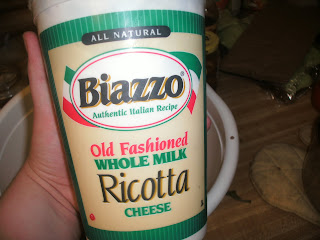 ALL NATURAL
Biazzo®
Authentic Italian Recipe
Old Fashioned
WHOLE MILK
Ricotta
CHEESE